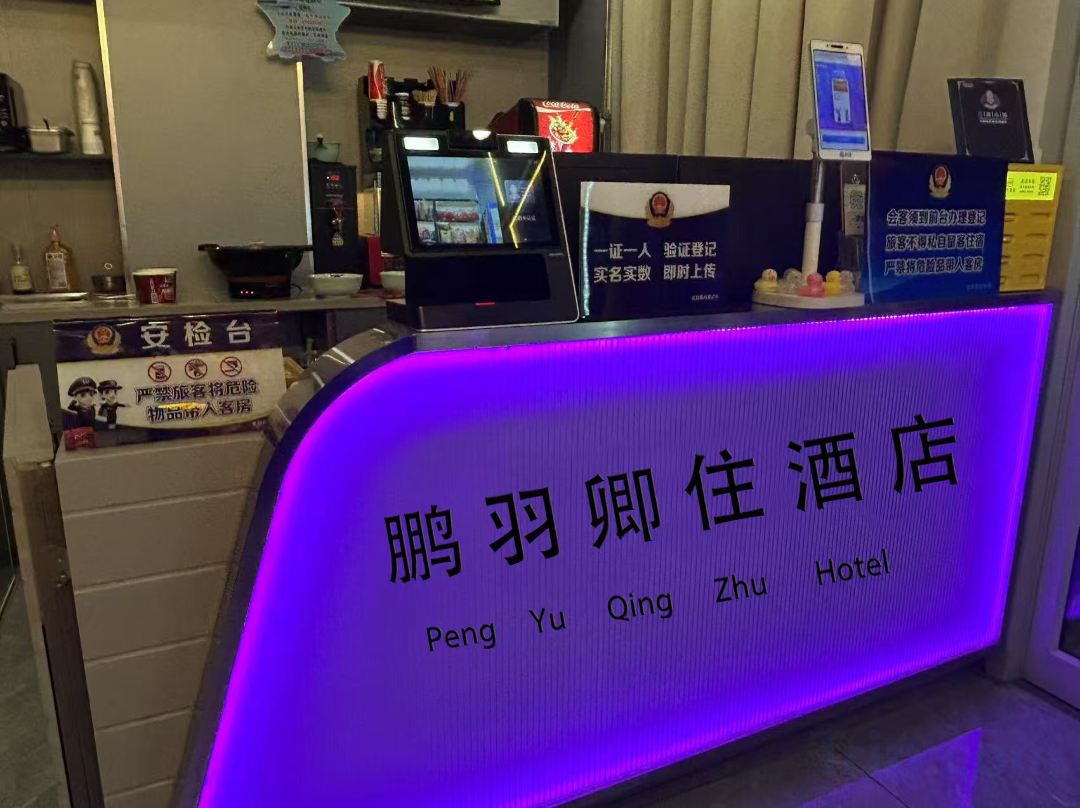 Coca-Cola
一证一人 验证登记
实名实数 即时上传
会客须到前台办理登记
旅客不得私自留客住宿
严禁将危险品带入客房
安检台
严禁旅客将危险
物品带入客房
鹏羽卿住酒店
Peng Yu Qing Zhu Hotel